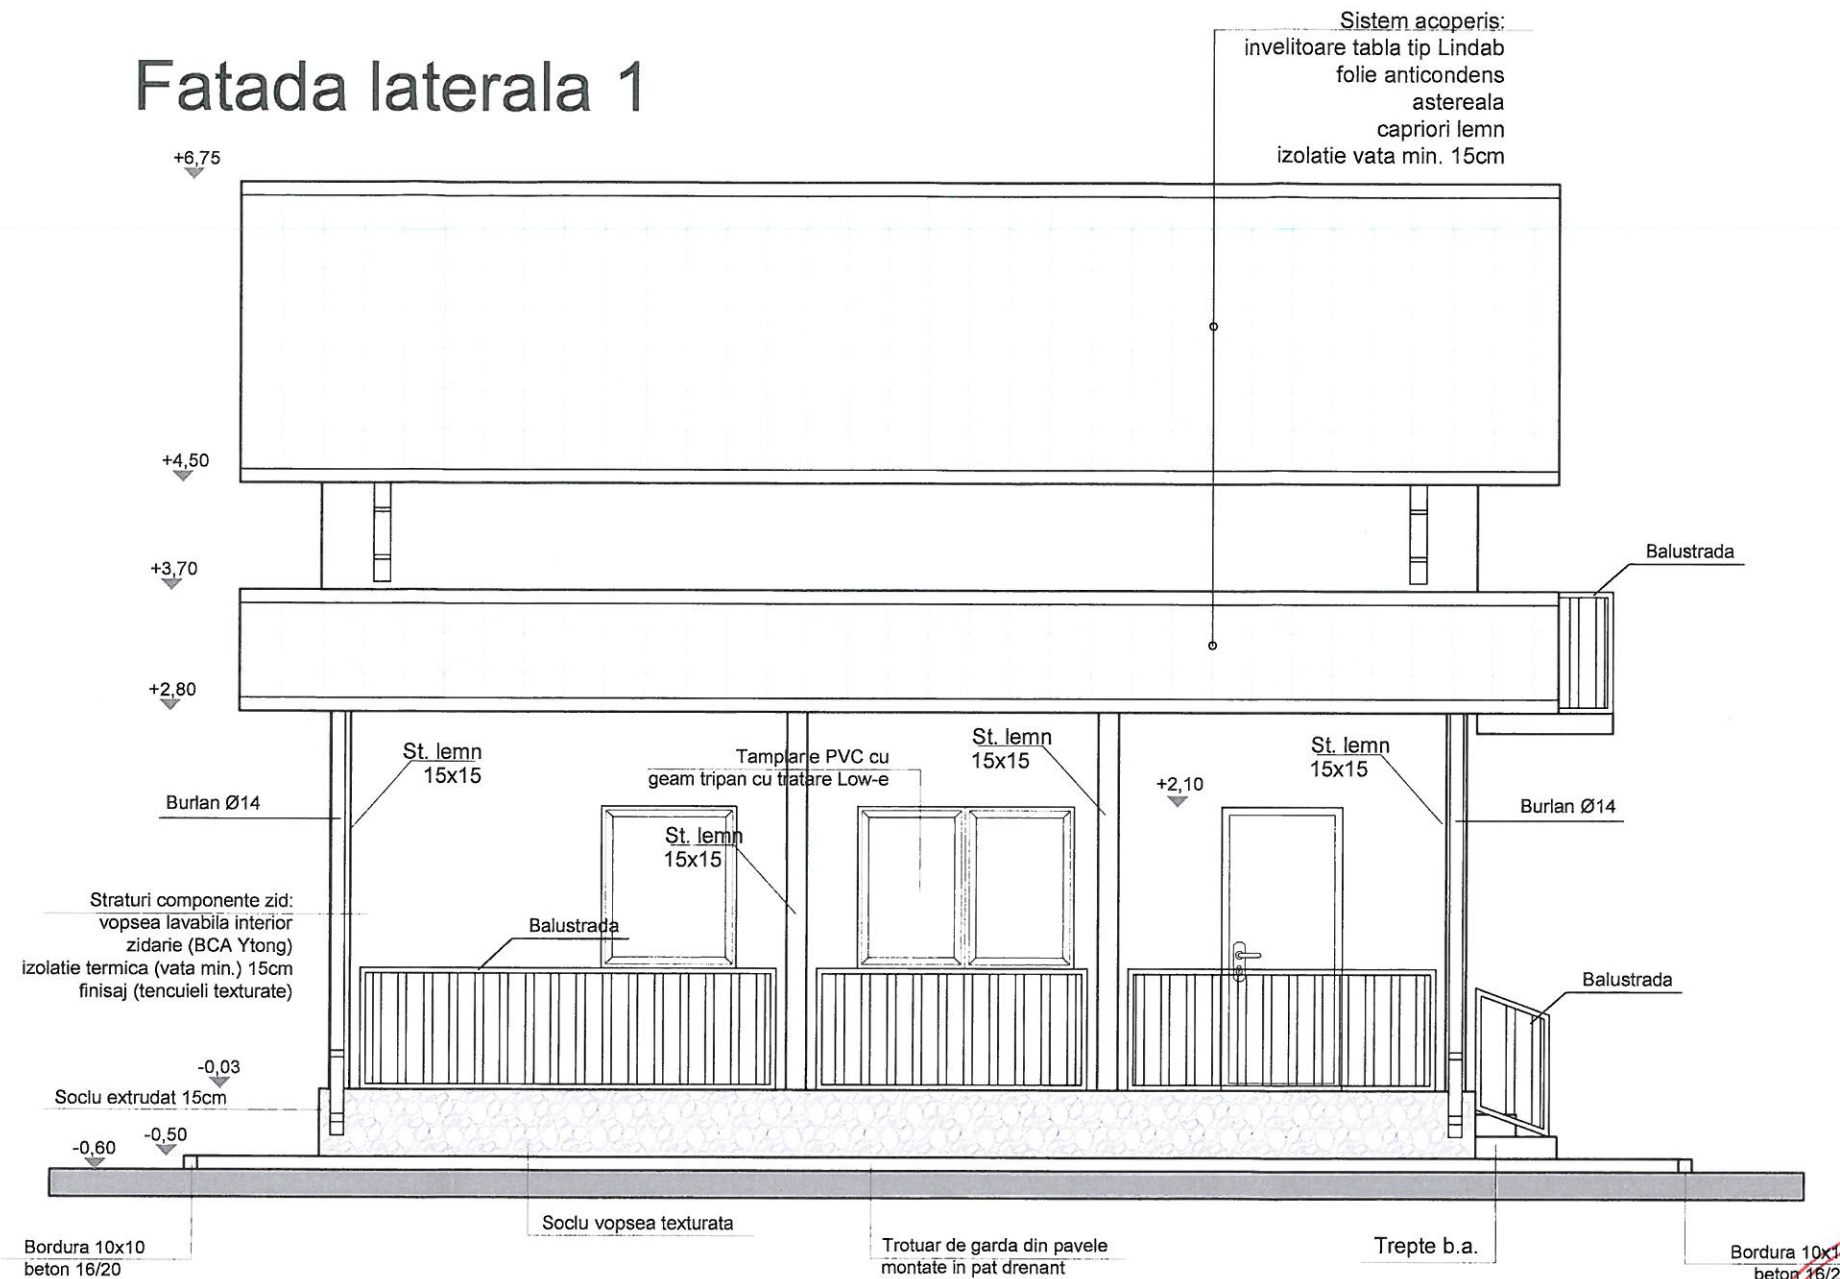 Fatada laterala 1
Sistem acoperis:
invelitoare tabla tip Lindab
folie anticondens
astereala
capriori lemn
izolatie vata min. 15cm
+6,75
+4,50
+3,70
Balustrada
+2,80
St. lemn
15x15
Tamplarie PVC cu
geam tripan cu tratare Low-e
St. lemn
15x15
St. lemn
15x15
+2,10
Burlan Ø14
Burlan Ø14
St. lemn
15x15
Straturi componente zid:
vopsea lavabila interior
zidarie (BCA Ytong)
izolatie termica (vata min.) 15cm
finisaj (tencuieli texturate)
Balustrada
Balustrada
-0,03
Soclu extrudat 15cm
-0,50
-0,60
Soclu vopsea texturata
Bordura 10x10
beton 16/20
Trotuar de garda din pavele
montate in pat drenant
Trepte b.a.
Bordura 10x1
beton 16/2